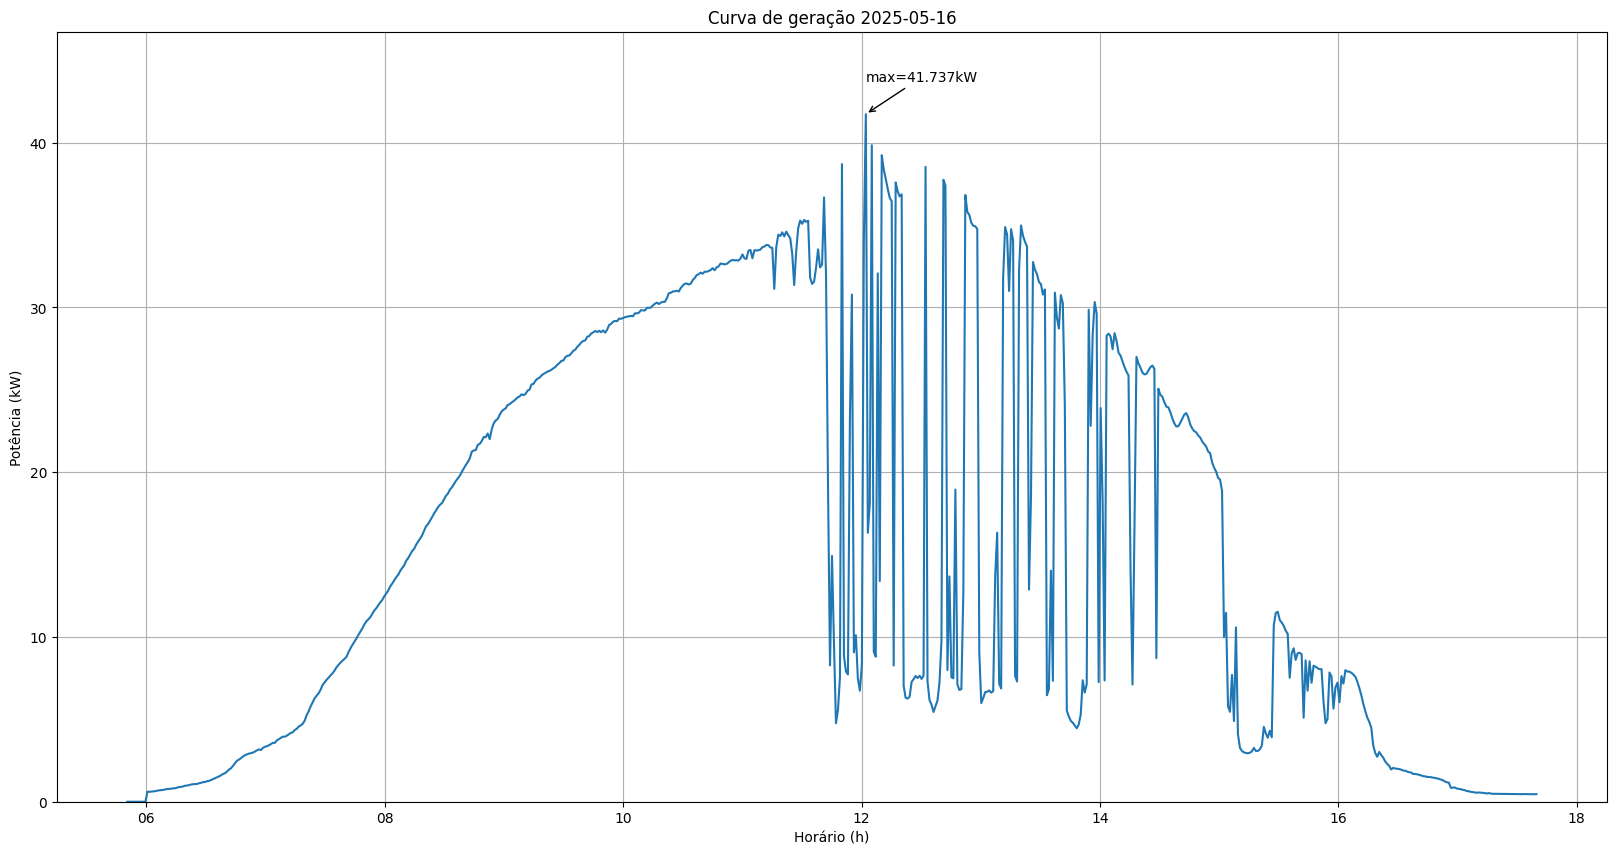 Curva de geração 2025-05-16
max=41.737kW
Potência (kW)
40
30
20
10
0
06 08 10 12 14 16 18
Horário (h)